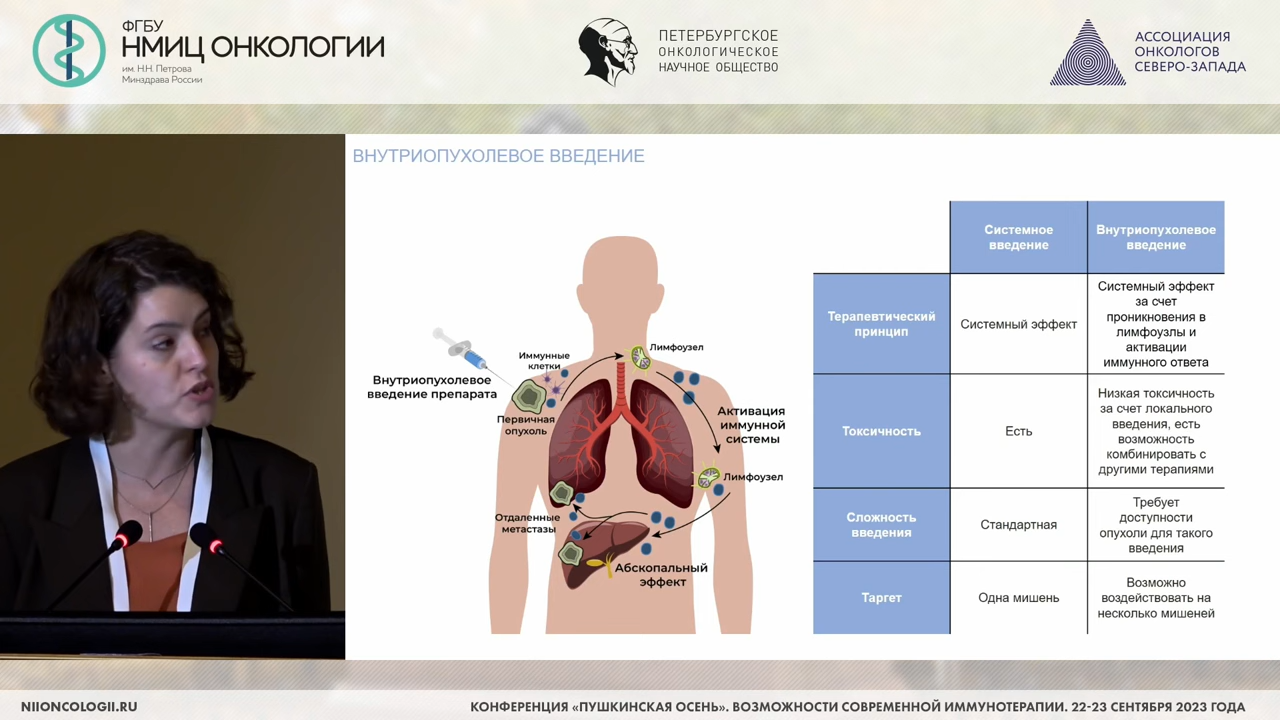 ФГБУ
НМИЦ ОНКОЛОГИИ
им. Н.Н. Петрова
Минздрава России
ПЕТЕРБУРГСКОЕ
ОНКОЛОГИЧЕСКОЕ
НАУЧНОЕ ОБЩЕСТВО
АССОЦИАЦИЯ
ОНКОЛОГОВ
СЕВЕРО-ЗАПАДА
ВНУТРИОПУХОЛЕВОЕ ВВЕДЕНИЕ
Внутриопухолевое
введение препарата
Иммунные
клетки
Первичная
опухоль
Лимфоузел
Активация
иммунной
системы
Лимфоузел
Отдаленные
метастазы
Абскопальный
эффект
Системное
введение
Внутриопухолевое
введение
Терапевтический
принцип
Системный эффект
Системный эффект
за счет
проникновения в
лимфоузлы и
активации
иммунного ответа
Токсичность
Есть
Низкая токсичность
за счет локального
введения, есть
возможность
комбинировать с
другими терапиями
Сложность
введения
Стандартная
Требует
доступности
опухоли для такого
введения
Таргет
Одна мишень
Возможно
воздействовать на
несколько мишеней
NIIONCOLOGII.RU
КОНФЕРЕНЦИЯ «ПУШКИНСКАЯ ОСЕНЬ». ВОЗМОЖНОСТИ СОВРЕМЕННОЙ ИММУНОТЕРАПИИ. 22-23 СЕНТЯБРЯ 2023 ГОДА